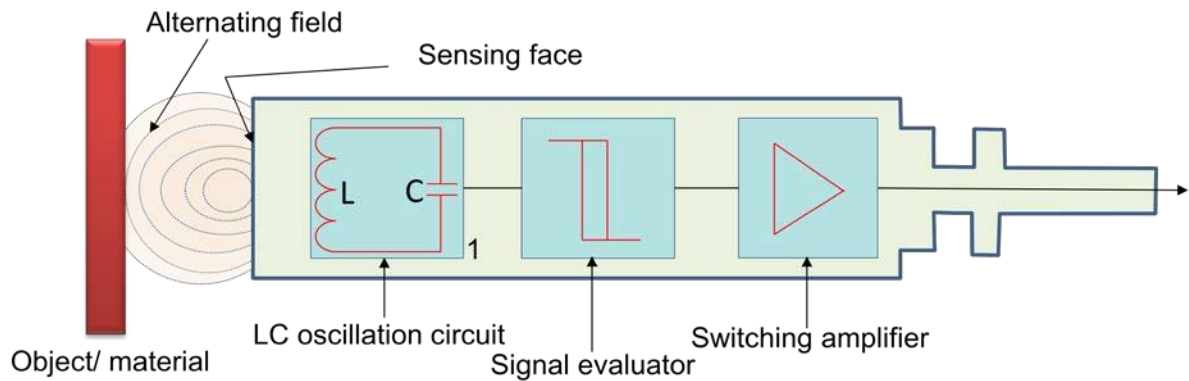 Alternating field
Sensing face
L
C
1
LC oscillation circuit
Switching amplifier
Object/ material
Signal evaluator